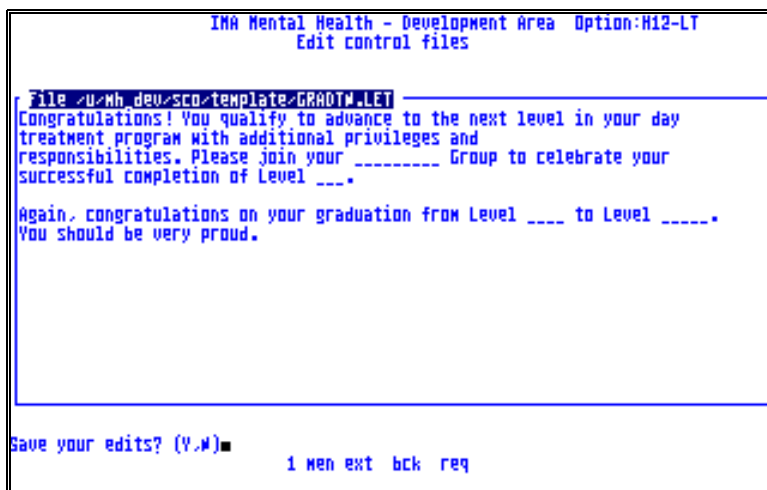 IMA Mental Health - Development Area  Option:H12-LT
Edit control files
File /u/mh_dev/sco/template/GRADTN.LET
Congratulations! You qualify to advance to the next level in your day
treatment program with additional privileges and
responsibilities. Please join your _________ Group to celebrate your
successful completion of Level ___.
Again, congratulations on your graduation from Level ____ to Level _____.
You should be very proud.
Save your edits? (Y,N)
1 men ext  bck  req